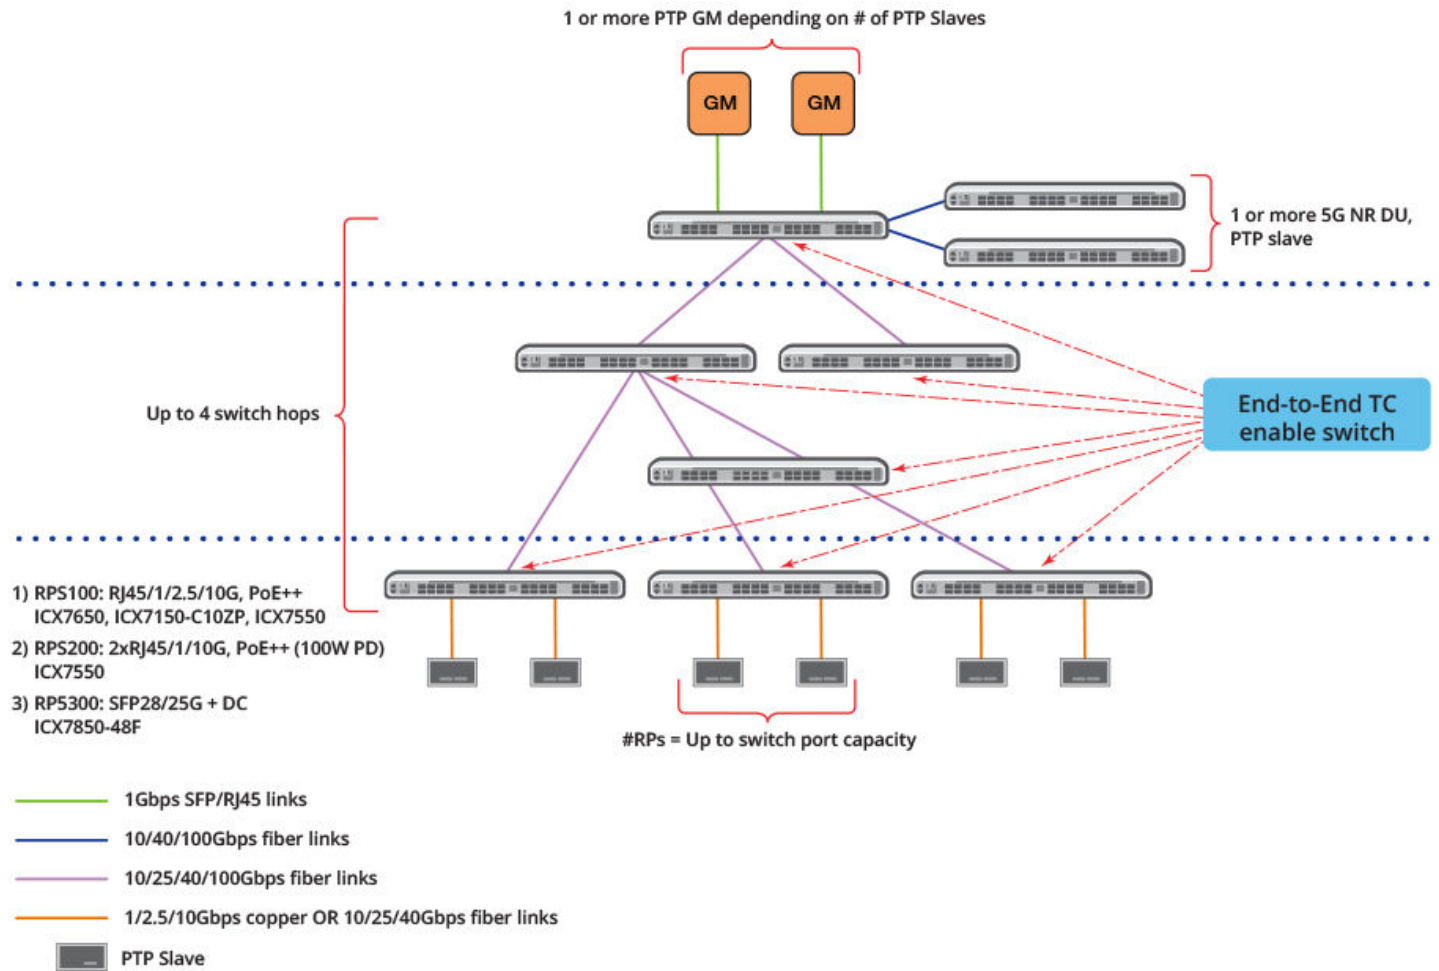 1 or more PTP GM depending on # of PTP Slaves
GM
GM
1 or more 5G NR DU,
PTP slave
Up to 4 switch hops
End-to-End TC
enable switch
1) RPS100: RJ45/1/2.5/10G, PoE++
ICX7650, ICX7150-C10ZP, ICX7550
2) RPS200: 2xRJ45/1/10G, PoE++ (100W PD)
ICX7550
3) RP5300: SFP28/25G + DC
ICX7850-48F
#RPs = Up to switch port capacity
1Gbps SFP/RJ45 links
10/40/100Gbps fiber links
10/25/40/100Gbps fiber links
1/2.5/10Gbps copper OR 10/25/40Gbps fiber links
PTP Slave